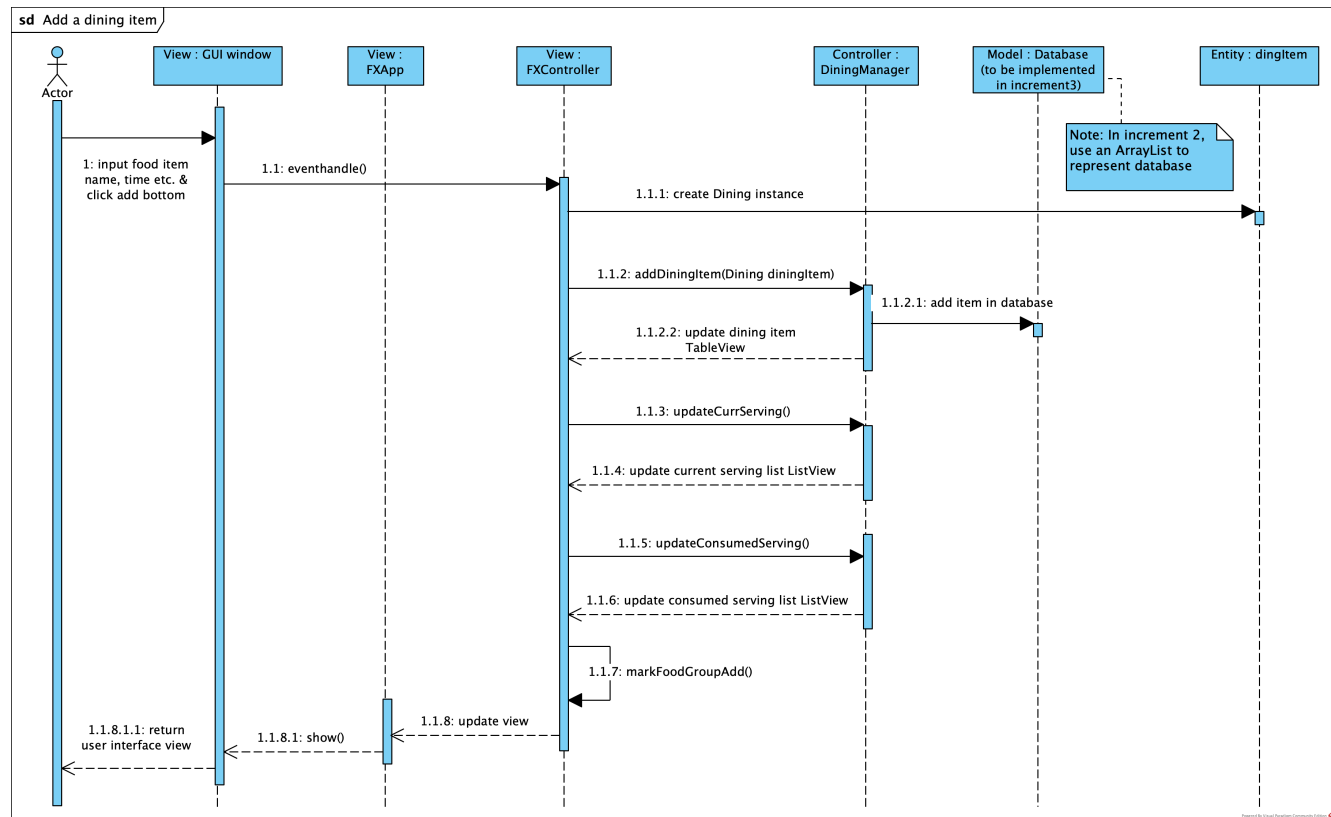 sd Add a dining item
Actor
View : GUI window
View :
FXApp
View :
FXController
Controller :
DiningManager
Model : Database
(to be implemented
in increment3)
Entity : dingItem
Note: In increment 2,
use an ArrayList to
represent database
1: input food item
name, time etc. &
click add bottom
1.1: eventhandle()
1.1.1: create Dining instance
1.1.2: addDiningItem(Dining diningItem)
1.1.2.1: add item in database
1.1.2.2: update dining item
TableView
1.1.3: updateCurrServing()
1.1.4: update current serving list ListView
1.1.5: updateConsumedServing()
1.1.6: update consumed serving list ListView
1.1.7: markFoodGroupAdd()
1.1.8: update view
1.1.8.1: show()
1.1.8.1.1: return
user interface view
Powered By Visual Paradigm Community Edition